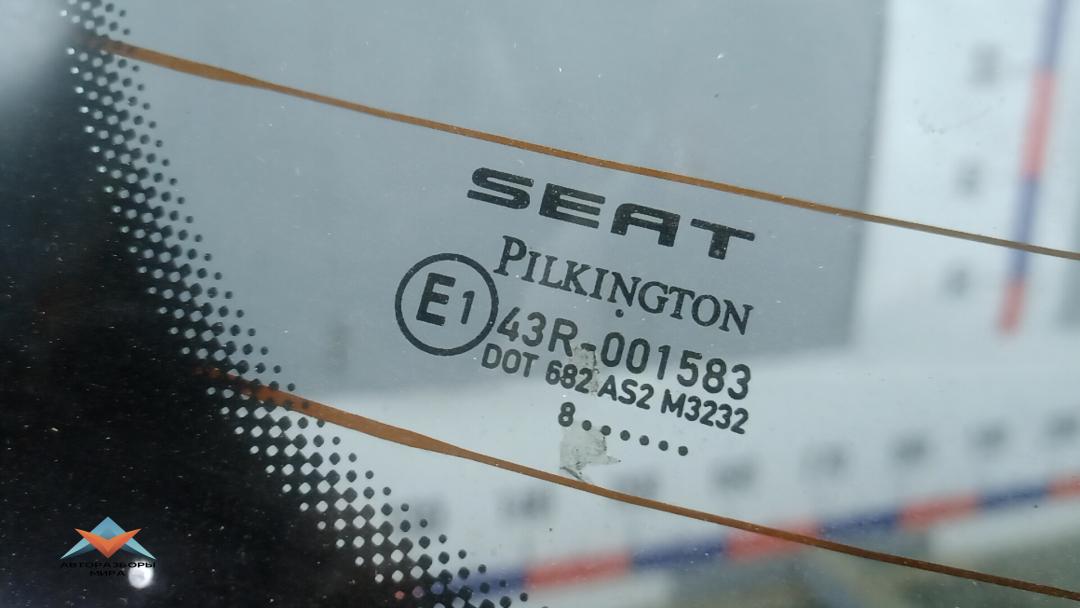 SEAT
PILKINGTON
E1
43R-001583
DOT 682 AS2 M3232
8.......
АВТОРАЗБОРЫ
МИРА